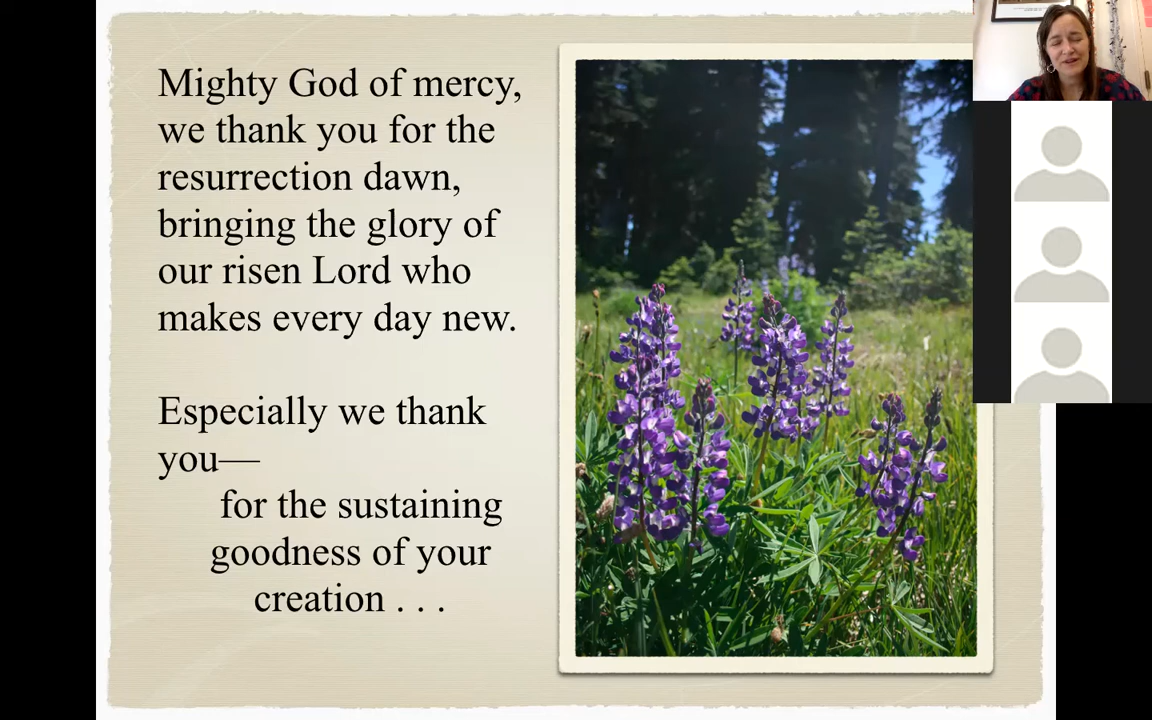 Mighty God of mercy,
we thank you for the
resurrection dawn,
bringing the glory of
our risen Lord who
makes every day new.
Especially we thank
you—
for the sustaining
goodness of your
creation . . .